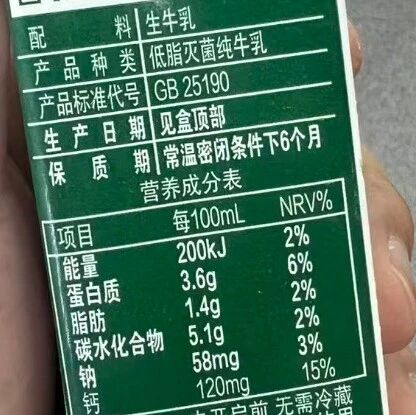 配料 生牛乳
产品种类 低脂灭菌纯牛乳
产品标准代号 GB 25190
生产日期 见盒顶部
保质期 常温密闭条件下6个月
营养成分表
项目 每100mL NRV%
能量 200kJ 2%
蛋白质 3.6g 6%
脂肪 1.4g 2%
碳水化合物 5.1g 2%
钠 58mg 3%
钙 120mg 15%
开启前 无需冷藏